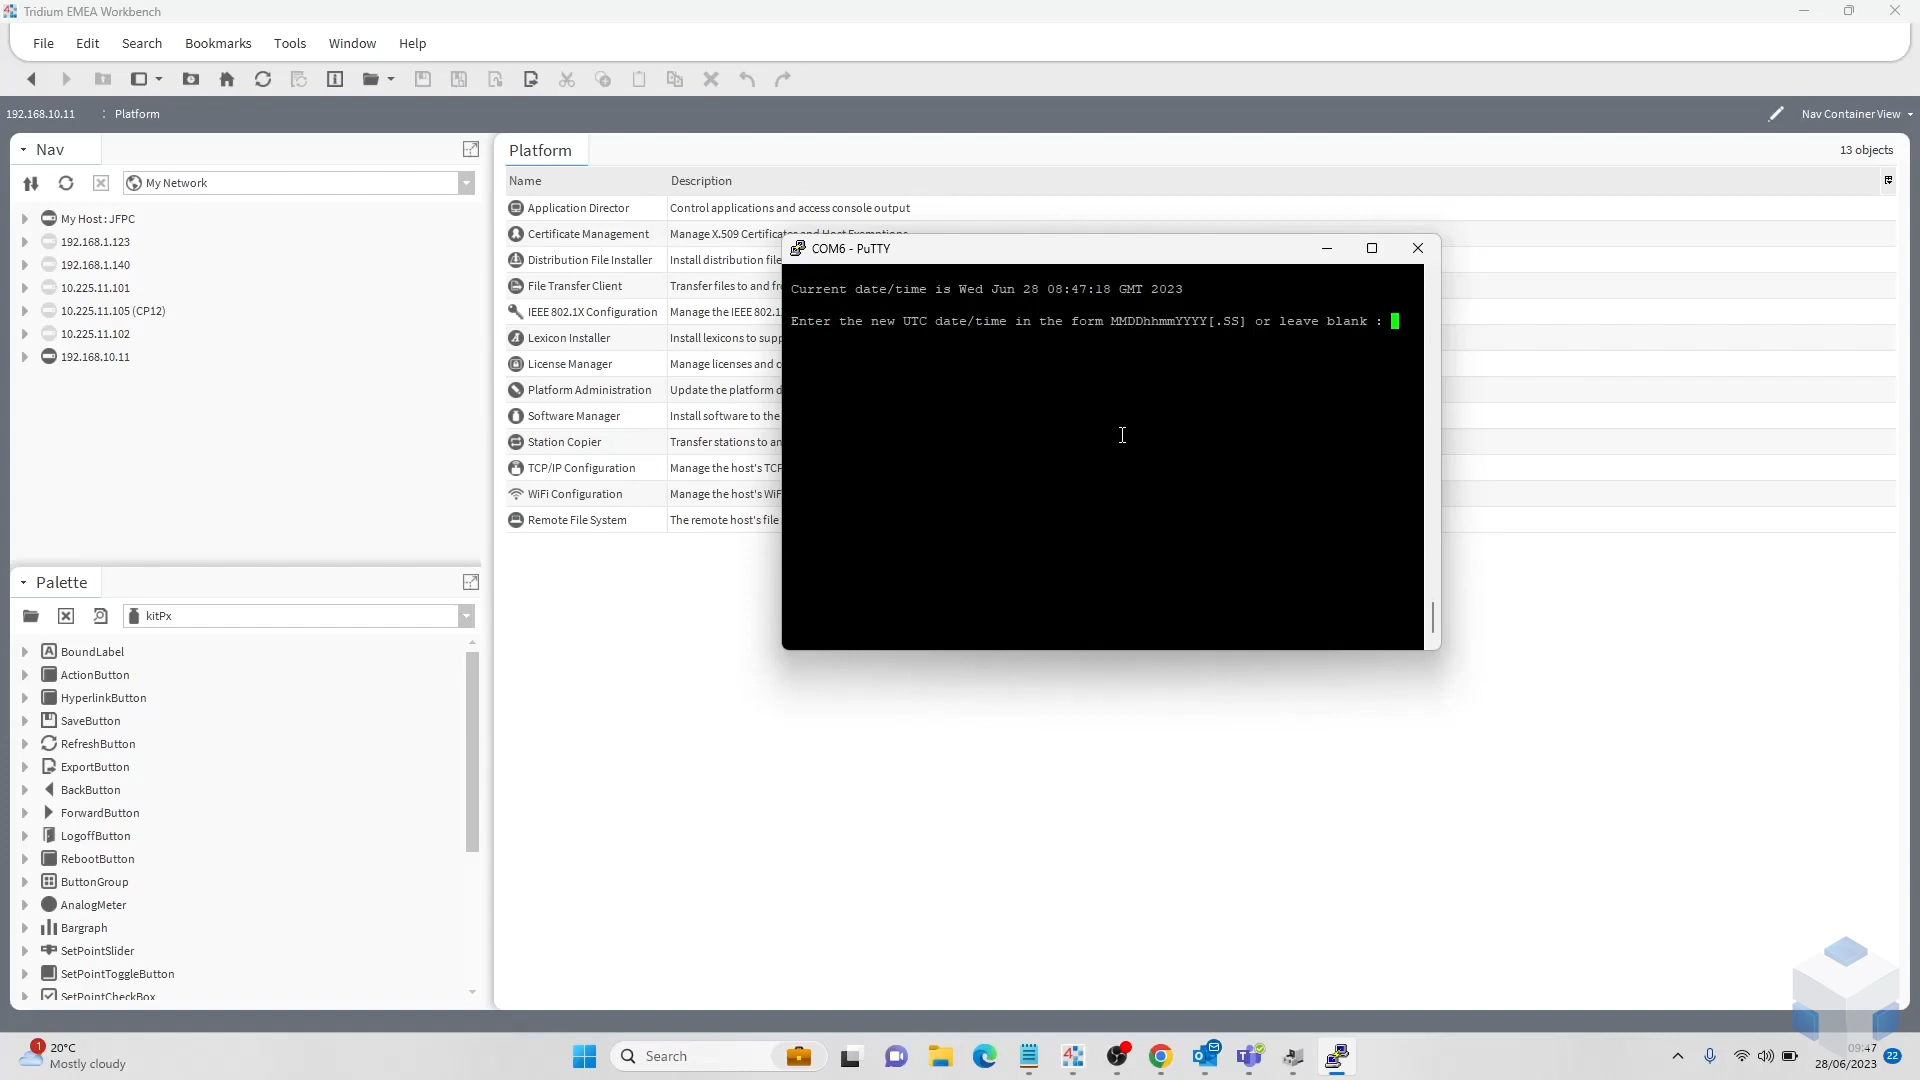 Tridium EMEA Workbench
File Edit Search Bookmarks Tools Window Help
192.168.10.11 : Platform
Nav Container View
Nav
My Network
My Host : JFPC
192.168.1.123
192.168.1.140
10.225.11.101
10.225.11.105 (CP12)
10.225.11.102
192.168.10.11
Palette
kitPx
BoundLabel
ActionButton
HyperlinkButton
SaveButton
RefreshButton
ExportButton
BackButton
ForwardButton
LogoffButton
RebootButton
ButtonGroup
AnalogMeter
Bargraph
SetPointSlider
SetPointToggleButton
SetPointCheckBox
Platform
13 objects
Name Description
Application Director Control applications and access console output
Certificate Management Manage X.509 Certificates and Host Exemptions
Distribution File Installer Install distribution file
File Transfer Client Transfer files to and fr
IEEE 802.1X Configuration Manage the IEEE 802.1
Lexicon Installer Install lexicons to supp
License Manager Manage licenses and c
Platform Administration Update the platform d
Software Manager Install software to the
Station Copier Transfer stations to an
TCP/IP Configuration Manage the host's TCP
WiFi Configuration Manage the host's WiF
Remote File System The remote host's file
COM6 - PuTTY
Current date/time is Wed Jun 28 08:47:18 GMT 2023
Enter the new UTC date/time in the form MMDDhhmmYYYY[.SS] or leave blank :
1
20°C
Mostly cloudy
Search
09:47
28/06/2023
22